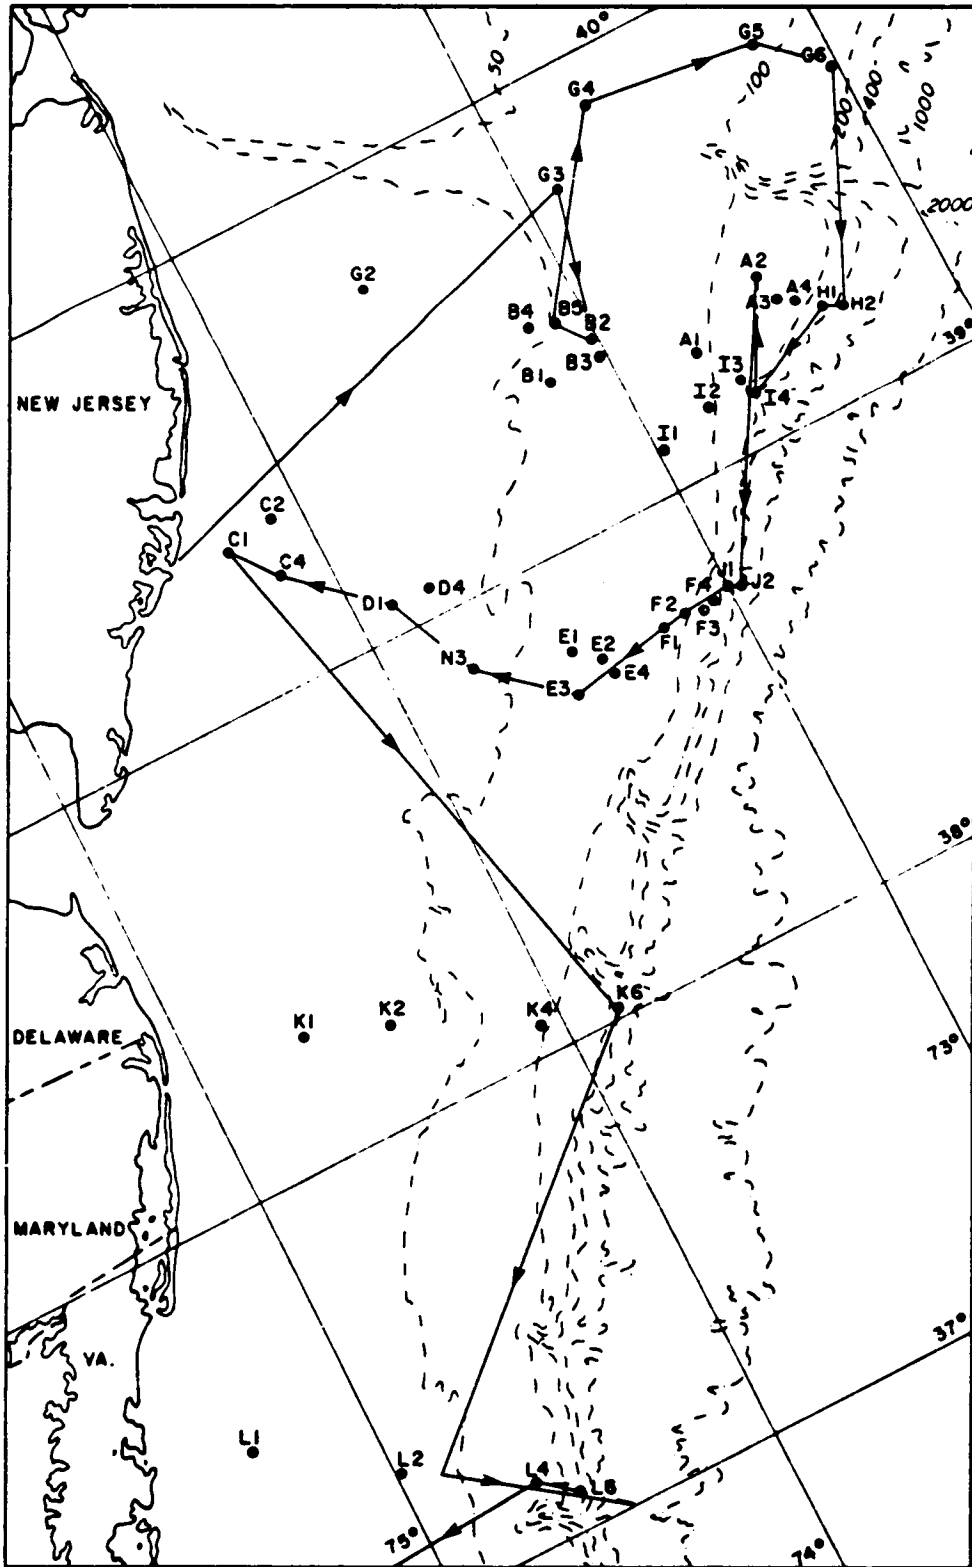 40°
G5
G6
50
100
200
400
1000
2000
G4
G3
G2
A2
A3
A4
H1
H2
B4
B5
B2
B3
B1
A1
39°
I3
I2
I4
NEW JERSEY
I1
C2
C1
C4
D4
D1
J1
J2
F4
F2
F3
F1
E1
E2
E4
N3
E3
38°
K6
K1
K2
K4
DELAWARE
73°
MARYLAND
37°
VA.
L1
L2
L4
L6
75°
74°